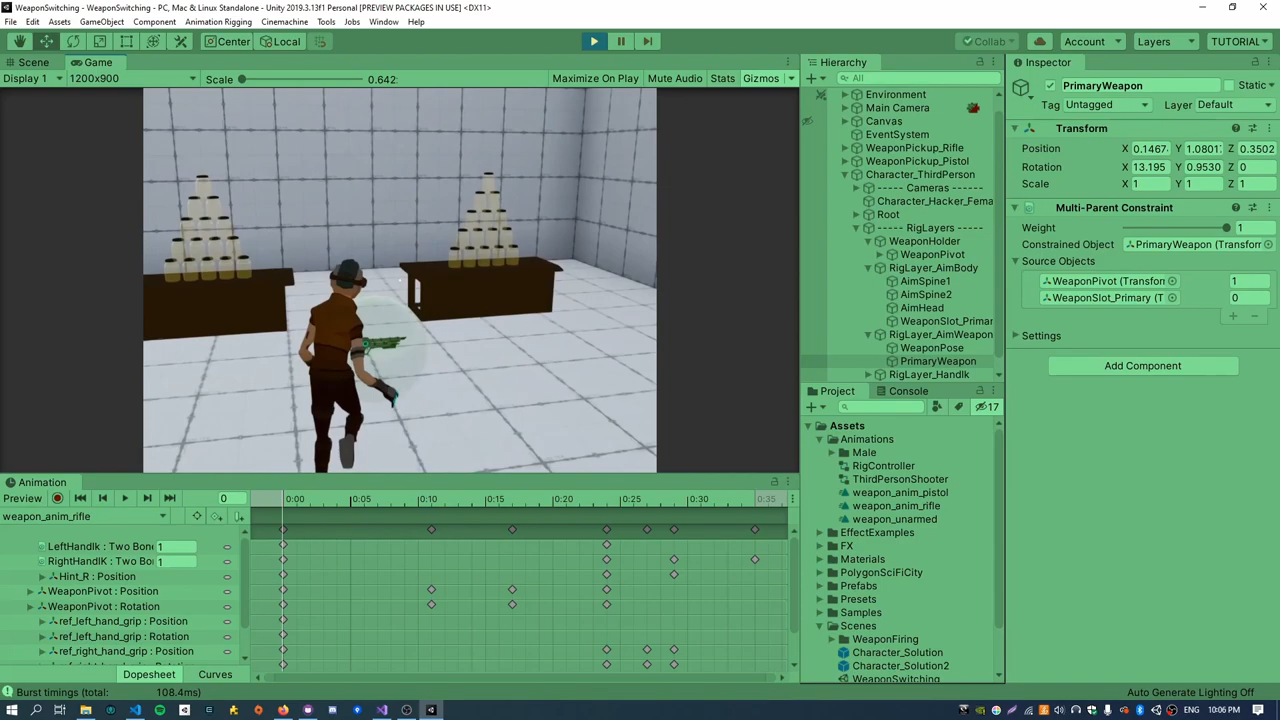 WeaponSwitching - WeaponSwitching - PC, Mac & Linux Standalone - Unity 2019.3.13f1 Personal [PREVIEW PACKAGES IN USE] <DX11>
File Edit Assets GameObject Component Animation Rigging Cinemachine Tools Jobs Window Help
Center Local Collab Account Layers TUTORIAL
Scene Game
Display 1 1200x900 Scale 0.642: Maximize On Play Mute Audio Stats Gizmos
Hierarchy
All
Environment
Main Camera
Canvas
EventSystem
WeaponPickup_Rifle
WeaponPickup_Pistol
Character_ThirdPerson
----- Cameras ------
Character_Hacker_Fema
Root
----- RigLayers ------
WeaponHolder
WeaponPivot
RigLayer_AimBody
AimSpine1
AimSpine2
AimHead
WeaponSlot_Primar
RigLayer_AimWeapon
WeaponPose
PrimaryWeapon
RigLayer_HandIk
Inspector
PrimaryWeapon Static
Tag Untagged Layer Default
Transform
Position X 0.1467 Y 1.0801 Z 0.3502
Rotation X 13.195 Y 0.9530 Z 0
Scale X 1 Y 1 Z 1
Multi-Parent Constraint
Weight 1
Constrained Object PrimaryWeapon (Transform
Source Objects
WeaponPivot (Transfon 1
WeaponSlot_Primary (T 0
Settings
Add Component
Project Console
17
Assets
Animations
Male
RigController
ThirdPersonShooter
weapon_anim_pistol
weapon_anim_rifle
weapon_unarmed
EffectExamples
FX
Materials
PolygonSciFiCity
Prefabs
Presets
Samples
Scenes
WeaponFiring
Character_Solution
Character_Solution2
WeaponSwitching
Animation
Preview 0 0:00 0:05 0:10 0:15 0:20 0:25 0:30 0:35
weapon_anim_rifle
LeftHandIk : Two Bon 1
RightHandIK : Two Bon 1
Hint_R : Position
WeaponPivot : Position
WeaponPivot : Rotation
ref_left_hand_grip : Position
ref_left_hand_grip : Rotation
ref_right_hand_grip : Position
Dopesheet Curves
Burst timings (total: 108.4ms) Auto Generate Lighting Off
ENG 10:06 PM